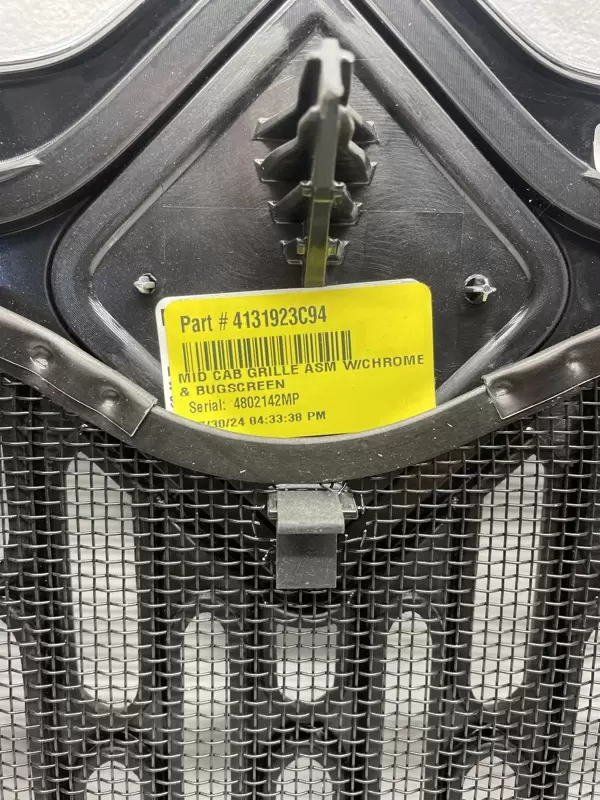 Part # 4131923C94
MID CAB GRILLE ASM W/CHROME
& BUGSCREEN
Serial: 4802142MP
/30/24 04:33:38 PM